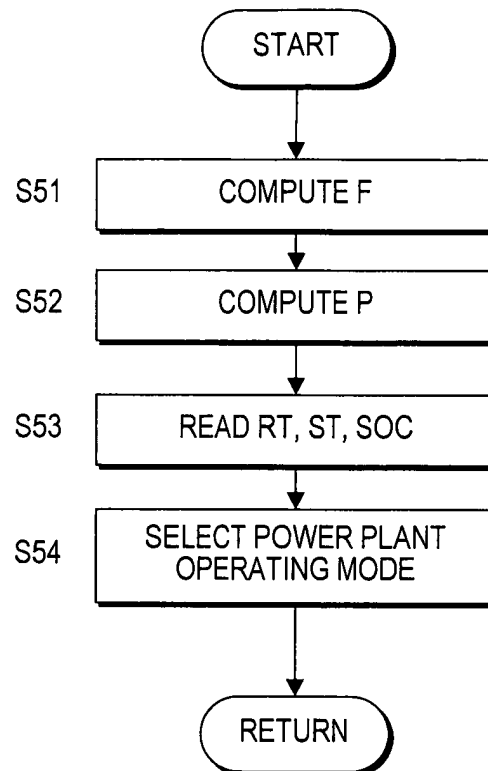 START
S51
COMPUTE F
S52
COMPUTE P
S53
READ RT, ST, SOC
S54
SELECT POWER PLANT
OPERATING MODE
RETURN